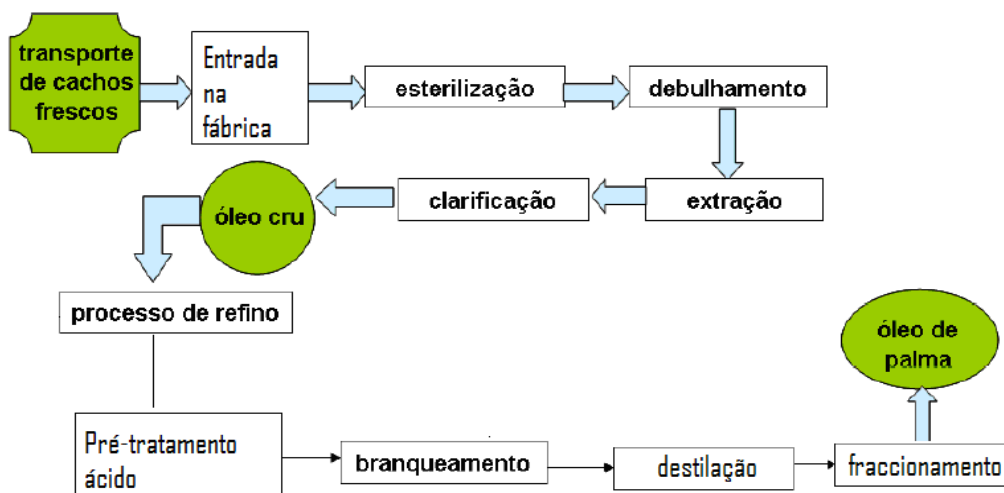 transporte
de cachos
frescos
Entrada
na
fábrica
esterilização
debulhamento
extração
clarificação
óleo cru
processo de refino
Pré-tratamento
ácido
branqueamento
destilação
fraccionamento
óleo de
palma